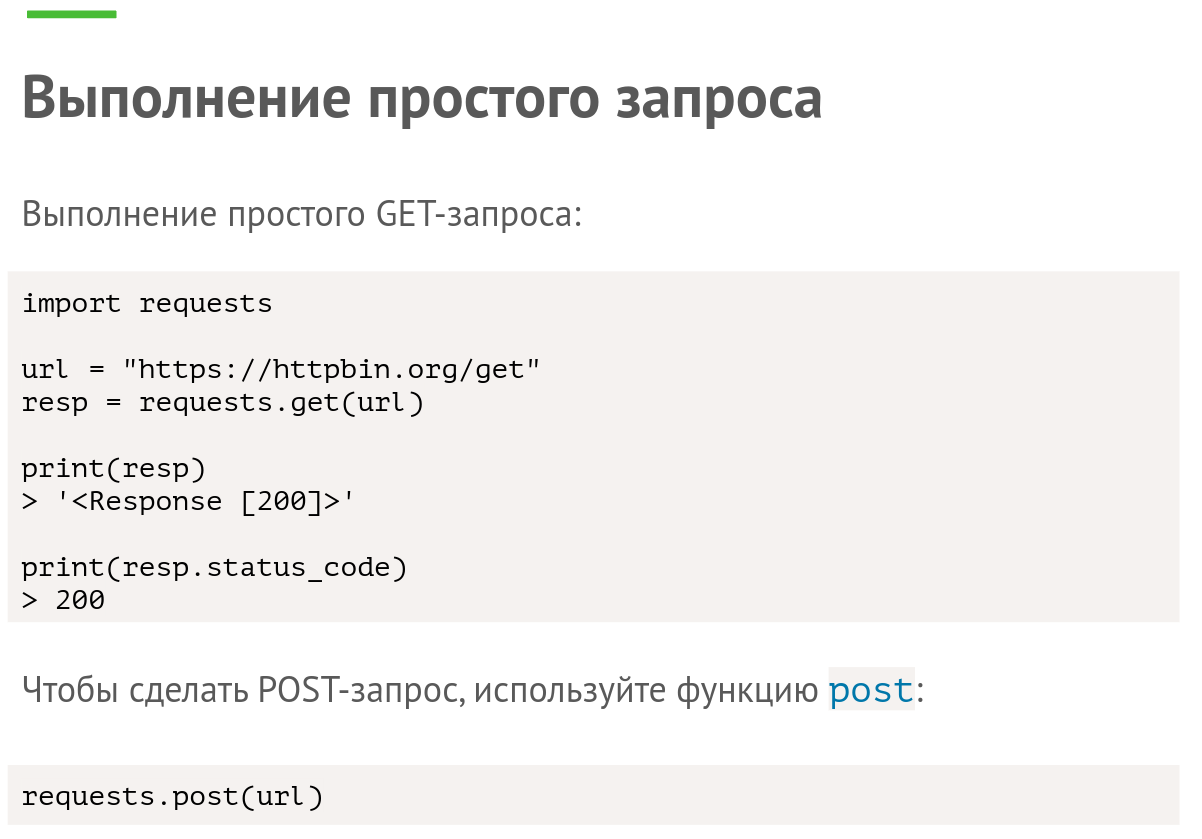 Выполнение простого запроса
Выполнение простого GET-запроса:
import requests
url = "https://httpbin.org/get"
resp = requests.get(url)
print(resp)
> '<Response [200]>'
print(resp.status_code)
> 200
Чтобы сделать POST-запрос, используйте функцию post:
requests.post(url)